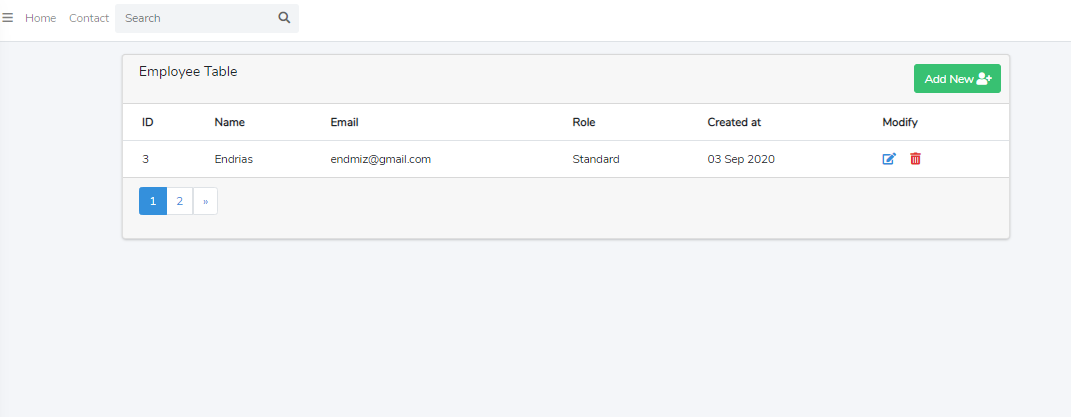 Home Contact Search
Employee Table
Add New
ID Name Email Role Created at Modify
3 Endrias endmiz@gmail.com Standard 03 Sep 2020
1 2 »